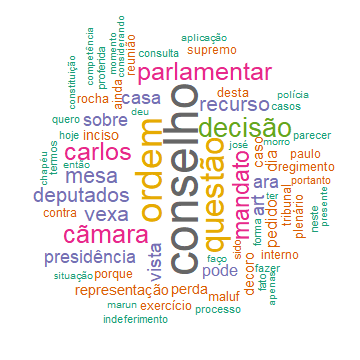 aplicação
consulta
supremo
constituição
competência
profenda
momento
considerando
reunião
ainda
deu
parlamentar
rocha
casa
recurso
desta
polícia
casos
quero
sobre
conselho
decisão
parecer
hoje
inciso
ordem
questão
josé
morro
chapéu
termos
então
carlos
mandato
caso
dia
paulo
regimento
mesa
ara
portanto
deputados
art
pedido
tribunal
plenário
ter
contra
vexa
forma
neste
presente
cãmara
vista
sido
decoro
interno
presidência
pode
faço
fato
fazer
apenas
situação
porque
representação
perda
maluf
marun
exercício
processo
indeferimento